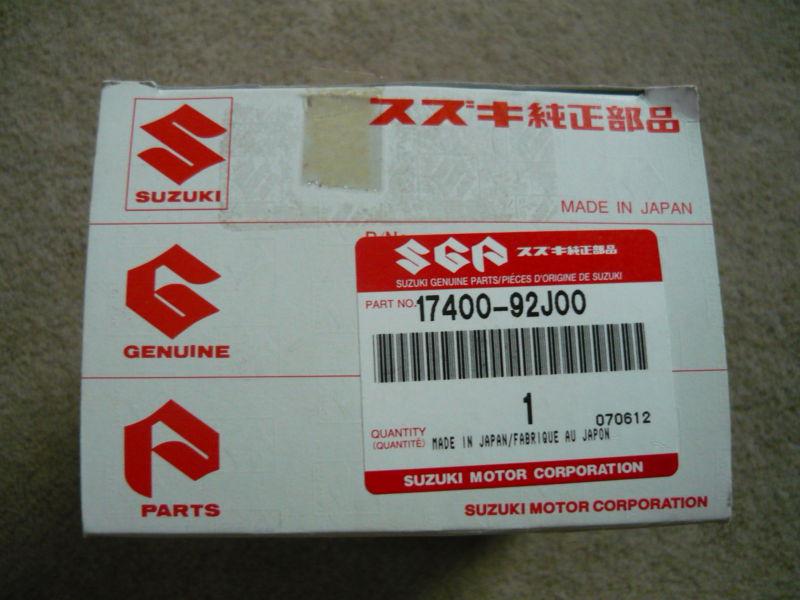 スズキ純正部品
SUZUKI
MADE IN JAPAN
P/No.
SGP スズキ純正部品
SUZUKI GENUINE PARTS/PIÈCES D'ORIGINE DE SUZUKI
GENUINE
PART NO. 17400-92J00
1
070612
QUANTITY
(QUANTITÉ) MADE IN JAPAN/FABRIQUE AU JAPON
SUZUKI MOTOR CORPORATION
PARTS
SUZUKI MOTOR CORPORATION